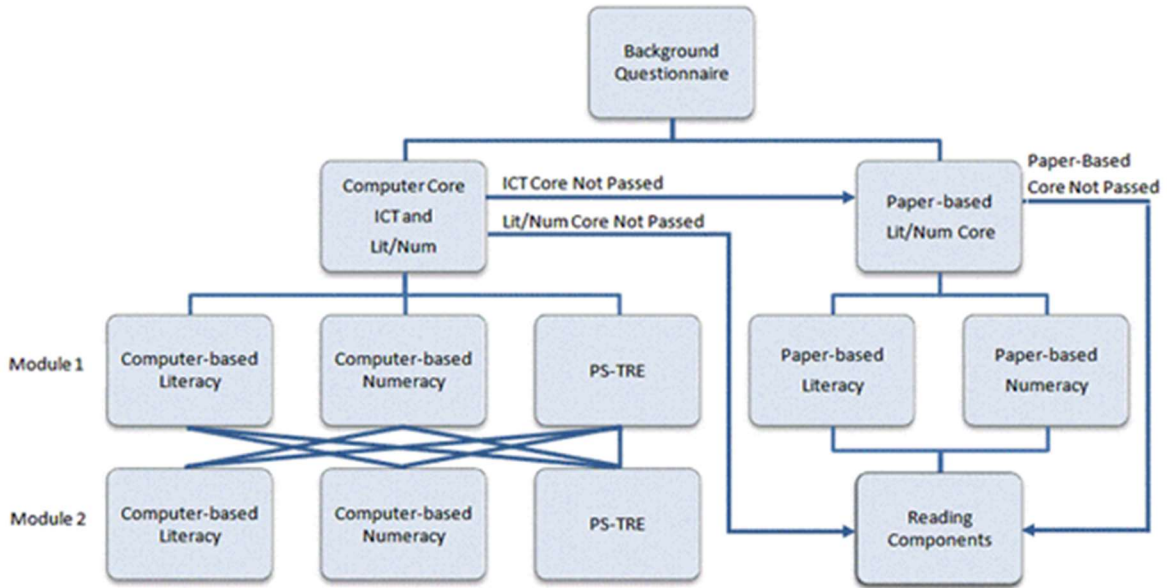 Background
Questionnaire
Computer Core
ICT and
Lit/Num
ICT Core Not Passed
Lit/Num Core Not Passed
Paper-based
Lit/Num Core
Paper-Based
Core Not Passed
Module 1
Computer-based
Literacy
Computer-based
Numeracy
PS-TRE
Paper-based
Literacy
Paper-based
Numeracy
Module 2
Computer-based
Literacy
Computer-based
Numeracy
PS-TRE
Reading
Components